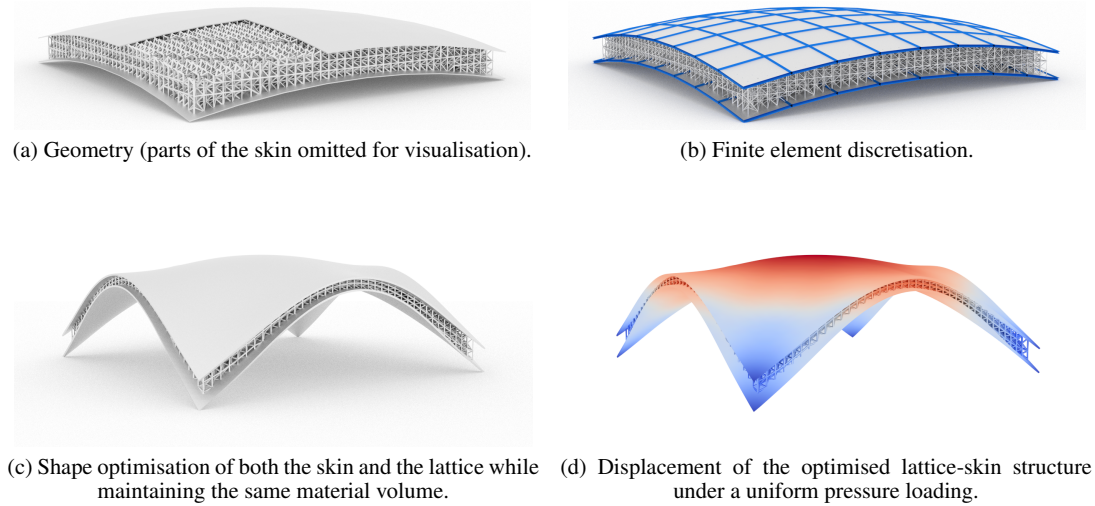 (a) Geometry (parts of the skin omitted for visualisation).
(b) Finite element discretisation.
(c) Shape optimisation of both the skin and the lattice while
maintaining the same material volume.
(d) Displacement of the optimised lattice-skin structure
under a uniform pressure loading.